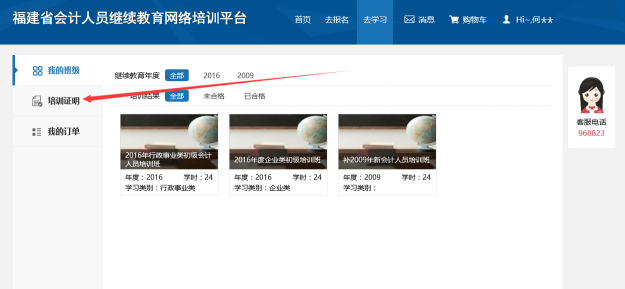 福建省会计人员继续教育网络培训平台
首页 去报名 去学习 消息 购物车 Hi~,何**
我的班级
培训证明
我的订单
继续教育年度 全部 2016 2009
培训结果 全部 未合格 已合格
2016年行政事业类初级会计
人员培训班
年度：2016 学时：24
学习类别：行政事业类
2016年度企业类初级培训班
年度：2016 学时：24
学习类别：企业类
补2009年新会计人员培训班
年度：2009 学时：24
学习类别：
客服电话
968823